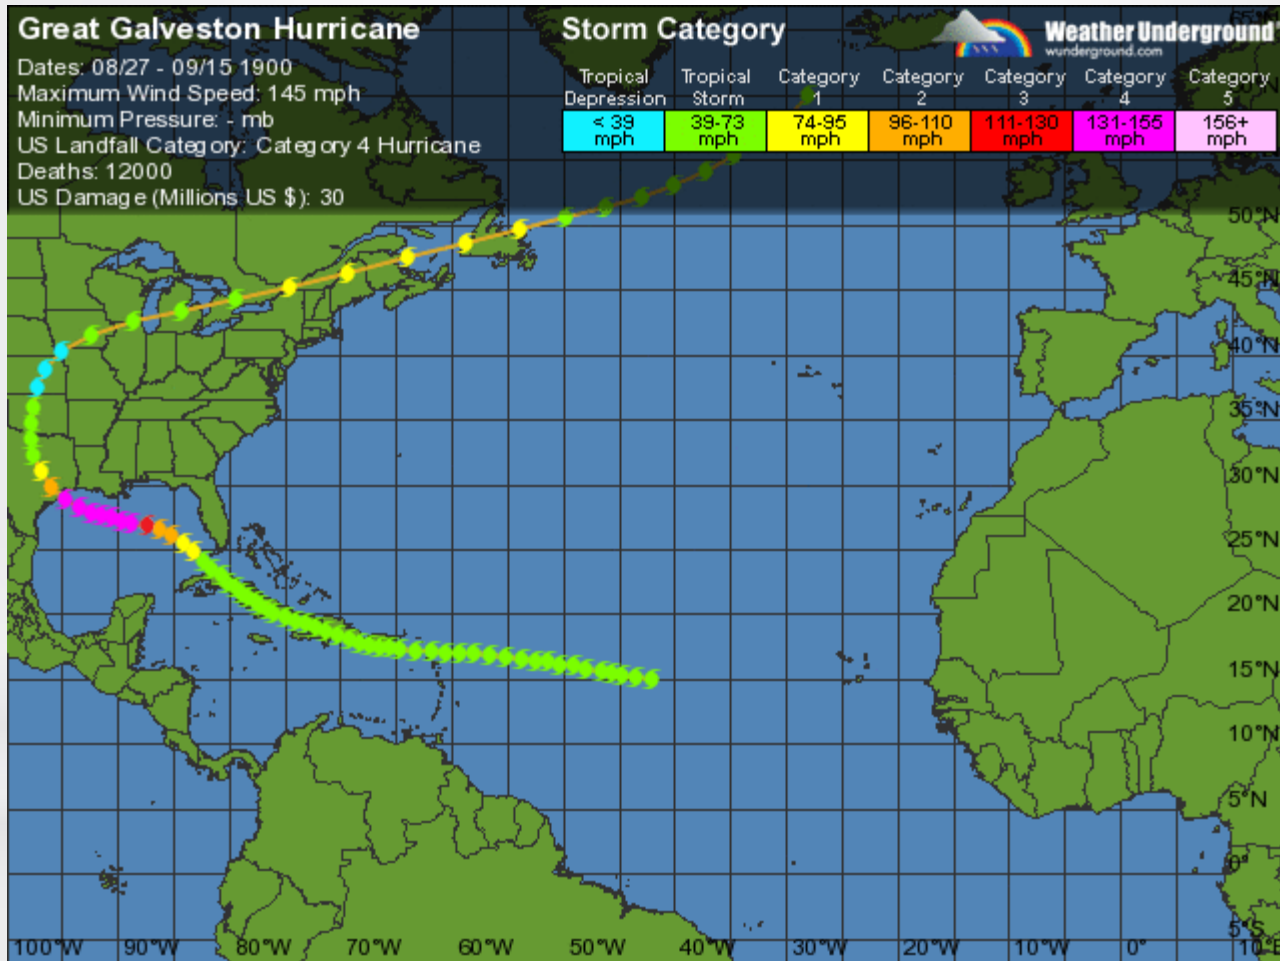 Great Galveston Hurricane
Dates: 08/27 - 09/15 1900
Maximum Wind Speed: 145 mph
Minimum Pressure: - mb
US Landfall Category: Category 4 Hurricane
Deaths: 12000
US Damage (Millions US $): 30
Storm Category
Weather Underground
wunderground.com
Tropical Depression
< 39 mph
Tropical Storm
39-73 mph
Category 1
74-95 mph
Category 2
96-110 mph
Category 3
111-130 mph
Category 4
131-155 mph
Category 5
156+ mph
65°N
50°N
45°N
40°N
35°N
30°N
25°N
20°N
15°N
10°N
5°N
0°
5°S
100°W 90°W 80°W 70°W 60°W 50°W 40°W 30°W 20°W 10°W 0° 10°E